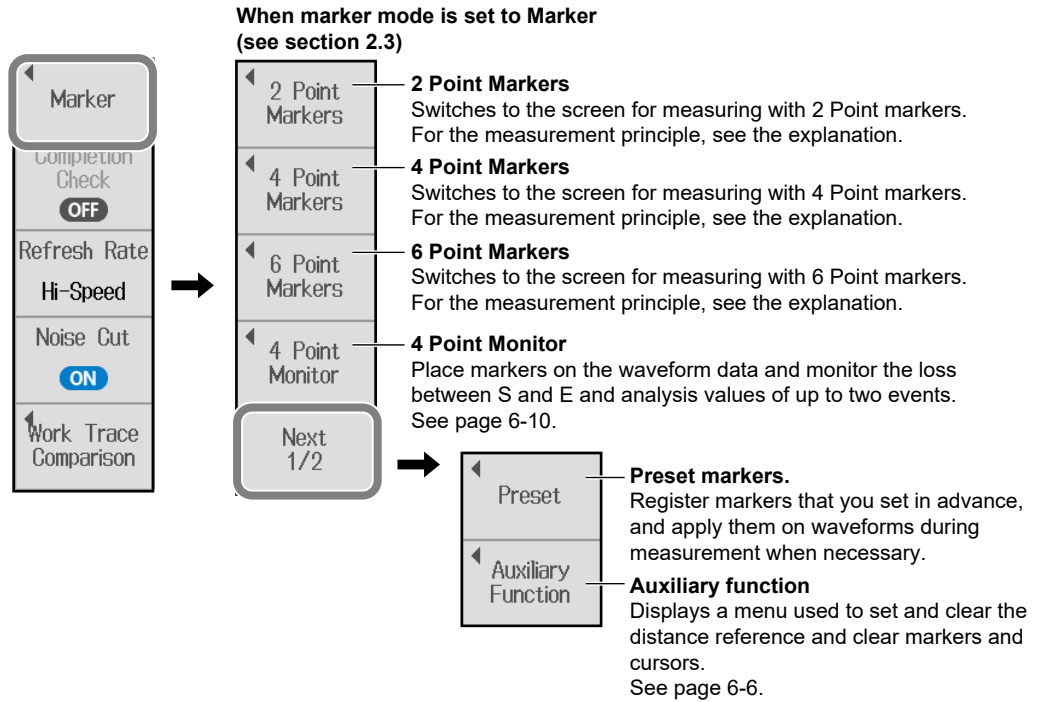 When marker mode is set to Marker
(see section 2.3)
Marker
Completion
Check
OFF
Refresh Rate
Hi-Speed
Noise Cut
ON
Work Trace
Comparison
2 Point
Markers
4 Point
Markers
6 Point
Markers
4 Point
Monitor
Next
1/2
2 Point Markers
Switches to the screen for measuring with 2 Point markers.
For the measurement principle, see the explanation.
4 Point Markers
Switches to the screen for measuring with 4 Point markers.
For the measurement principle, see the explanation.
6 Point Markers
Switches to the screen for measuring with 6 Point markers.
For the measurement principle, see the explanation.
4 Point Monitor
Place markers on the waveform data and monitor the loss
between S and E and analysis values of up to two events.
See page 6-10.
Preset
Auxiliary
Function
Preset markers.
Register markers that you set in advance,
and apply them on waveforms during
measurement when necessary.
Auxiliary function
Displays a menu used to set and clear the
distance reference and clear markers and
cursors.
See page 6-6.